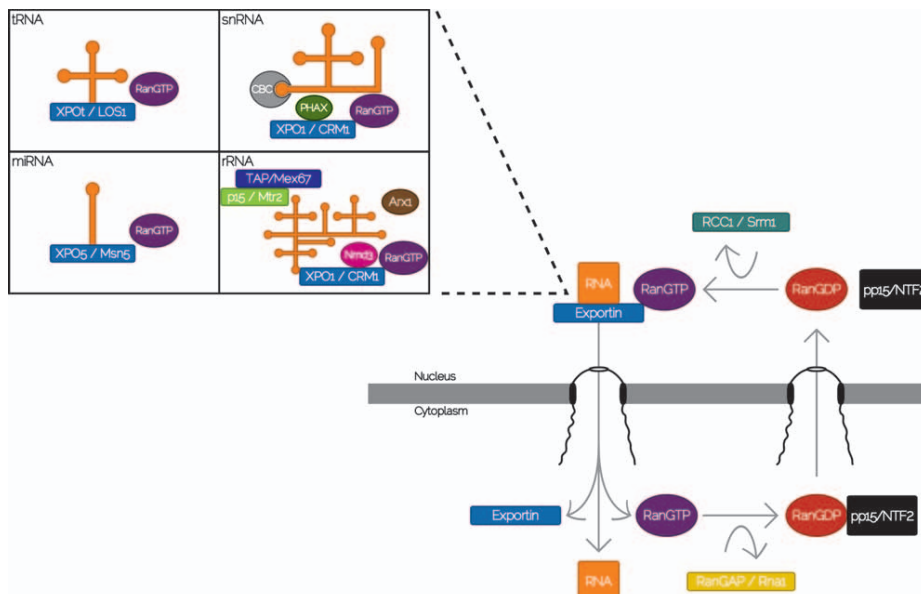 tRNA
RanGTP
XPOt / LOS1
snRNA
CBC
PHAX
RanGTP
XPO1 / CRM1
miRNA
RanGTP
XPO5 / Msn5
rRNA
TAP/Mex67
p15 / Mtr2
Arx1
Nmd3
RanGTP
XPO1 / CRM1
RCC1 / Srm1
RNA
RanGTP
RanGDP
pp15/NTF2
Exportin
Nucleus
Cytoplasm
Exportin
RanGTP
RanGDP
pp15/NTF2
RNA
RanGAP / Rna1